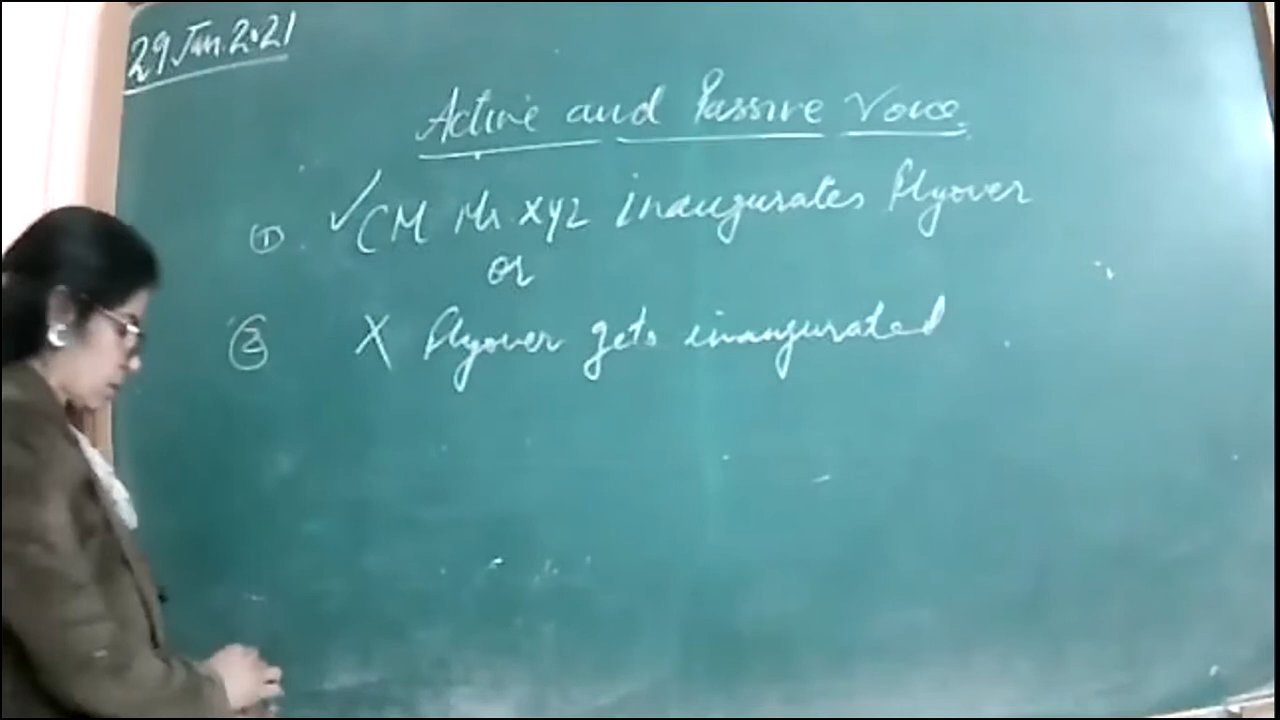 29 Jan. 2021
Active and Passive Voice.
① ✓ CM Mr XYZ inaugurates Flyover
or
② X Flyover gets inaugurated